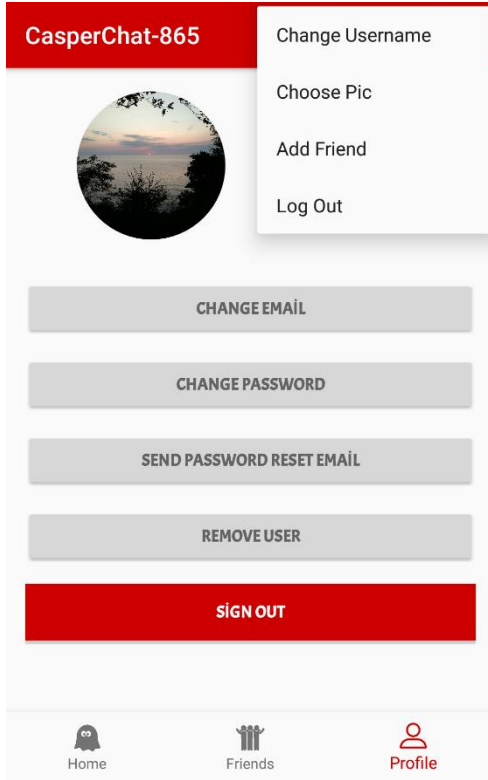 CasperChat-865
Change Username
Choose Pic
Add Friend
Log Out
CHANGE EMAİL
CHANGE PASSWORD
SEND PASSWORD RESET EMAİL
REMOVE USER
SİGN OUT
Home
Friends
Profile